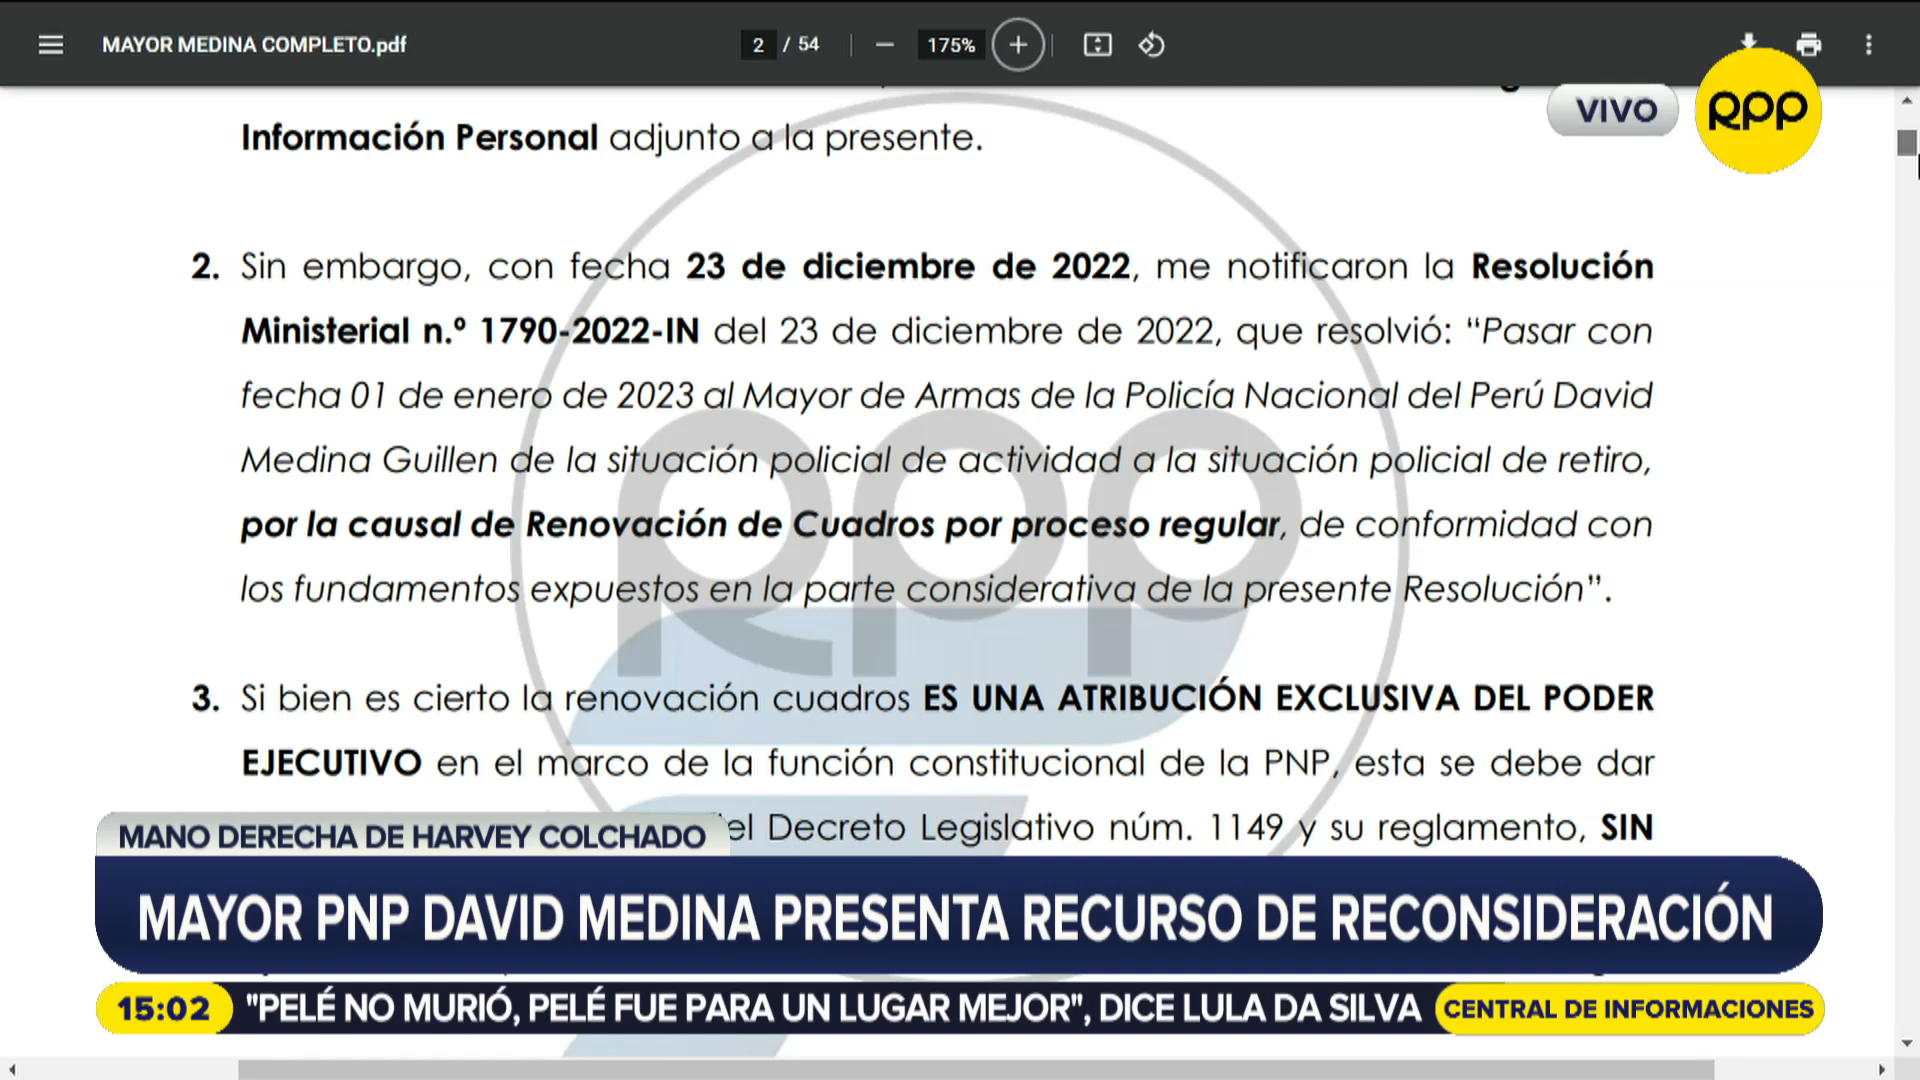 MAYOR MEDINA COMPLETO.pdf
2 / 54
175%
VIVO
rpp
Información Personal adjunto a la presente.
2. Sin embargo, con fecha 23 de diciembre de 2022, me notificaron la Resolución
Ministerial n.º 1790-2022-IN del 23 de diciembre de 2022, que resolvió: “Pasar con
fecha 01 de enero de 2023 al Mayor de Armas de la Policía Nacional del Perú David
Medina Guillen de la situación policial de actividad a la situación policial de retiro,
por la causal de Renovación de Cuadros por proceso regular, de conformidad con
los fundamentos expuestos en la parte considerativa de la presente Resolución”.
rpp
3. Si bien es cierto la renovación cuadros ES UNA ATRIBUCIÓN EXCLUSIVA DEL PODER
EJECUTIVO en el marco de la función constitucional de la PNP, esta se debe dar
el Decreto Legislativo núm. 1149 y su reglamento, SIN
MANO DERECHA DE HARVEY COLCHADO
MAYOR PNP DAVID MEDINA PRESENTA RECURSO DE RECONSIDERACIÓN
15:02 "PELÉ NO MURIÓ, PELÉ FUE PARA UN LUGAR MEJOR", DICE LULA DA SILVA CENTRAL DE INFORMACIONES